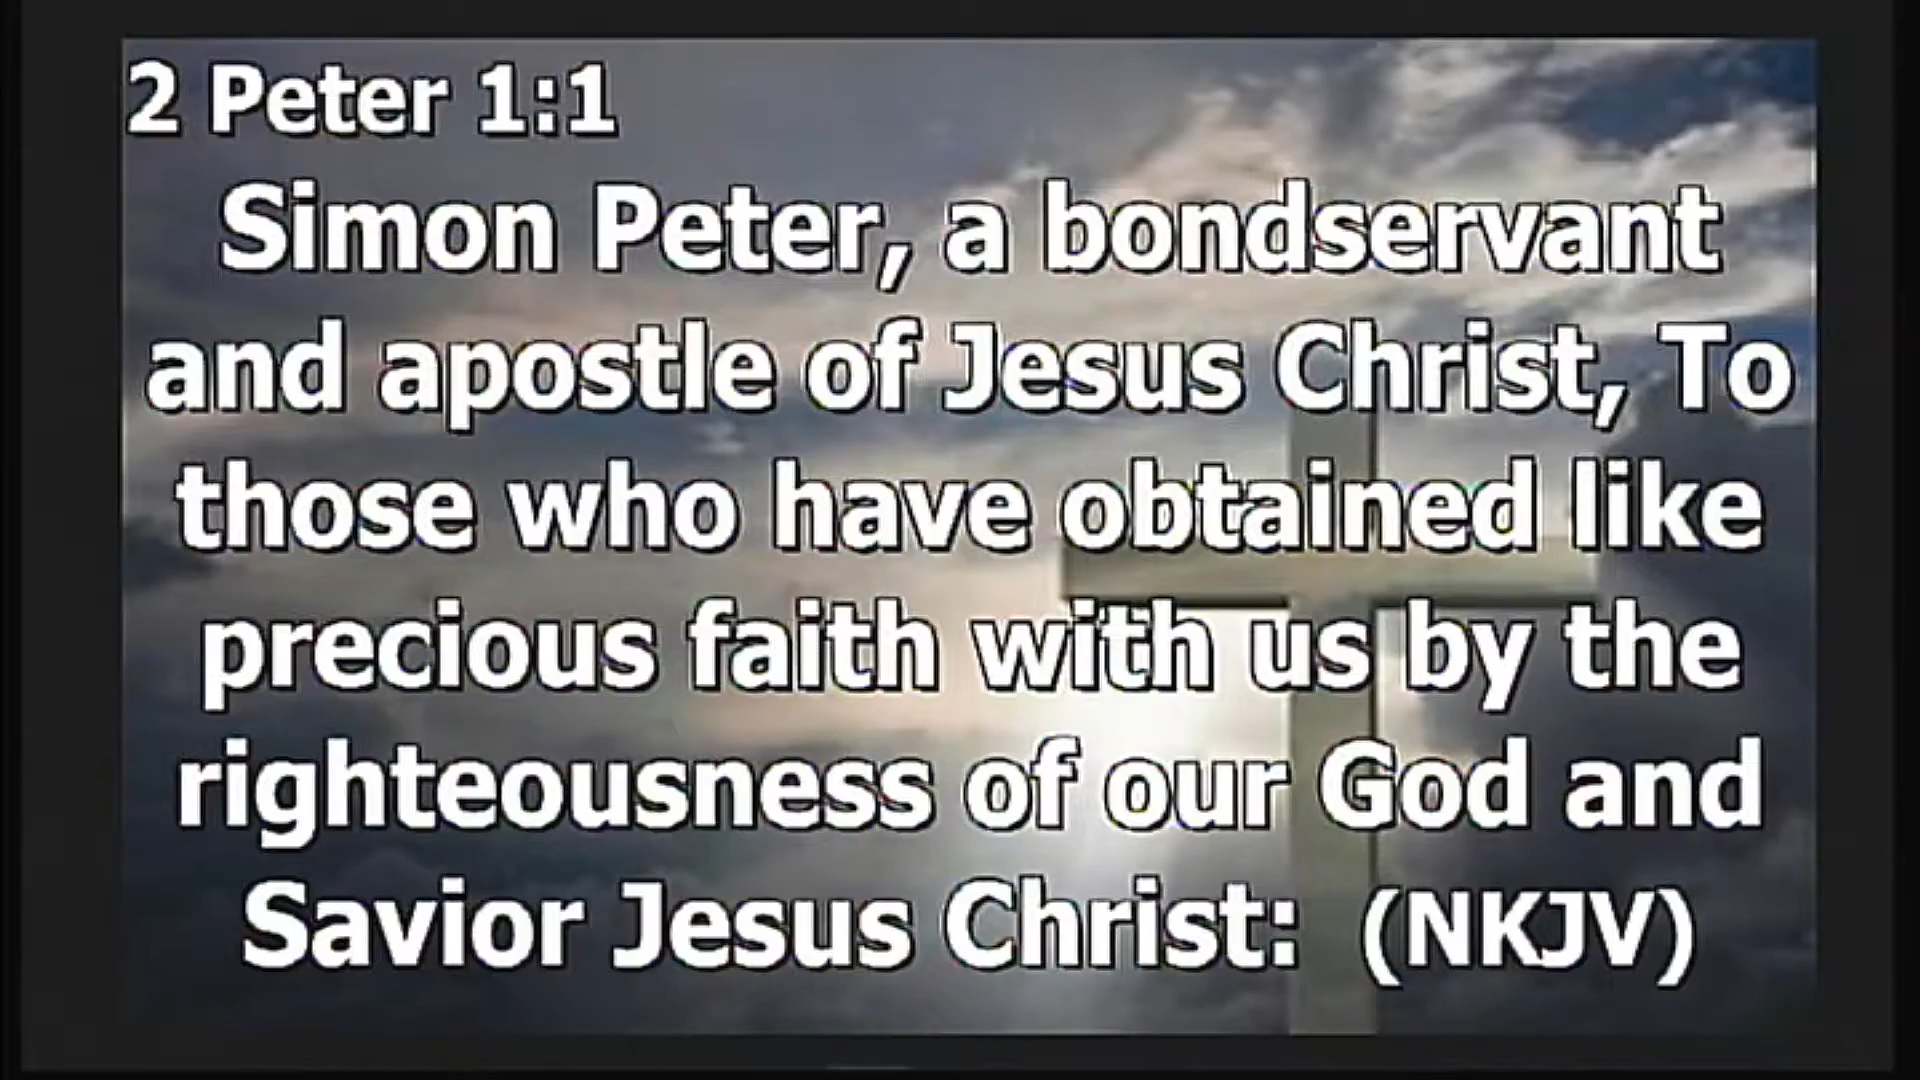 2 Peter 1:1
Simon Peter, a bondservant
and apostle of Jesus Christ, To
those who have obtained like
precious faith with us by the
righteousness of our God and
Savior Jesus Christ: (NKJV)